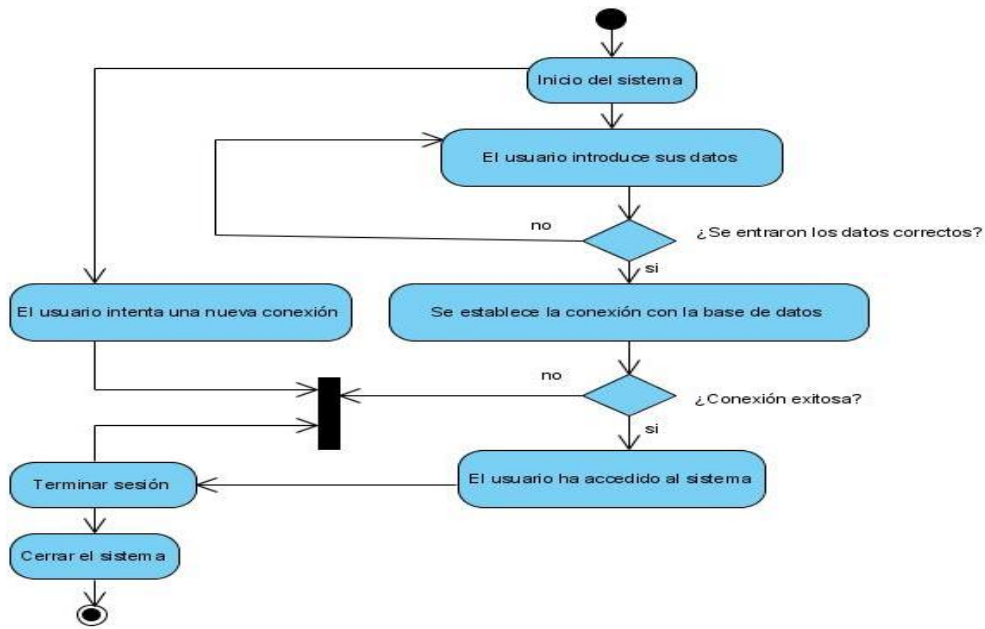 Inicio del sistema
El usuario introduce sus datos
no
¿Se entraron los datos correctos?
si
El usuario intenta una nueva conexión
Se establece la conexión con la base de datos
no
¿Conexión exitosa?
si
Terminar sesión
El usuario ha accedido al sistema
Cerrar el sistema